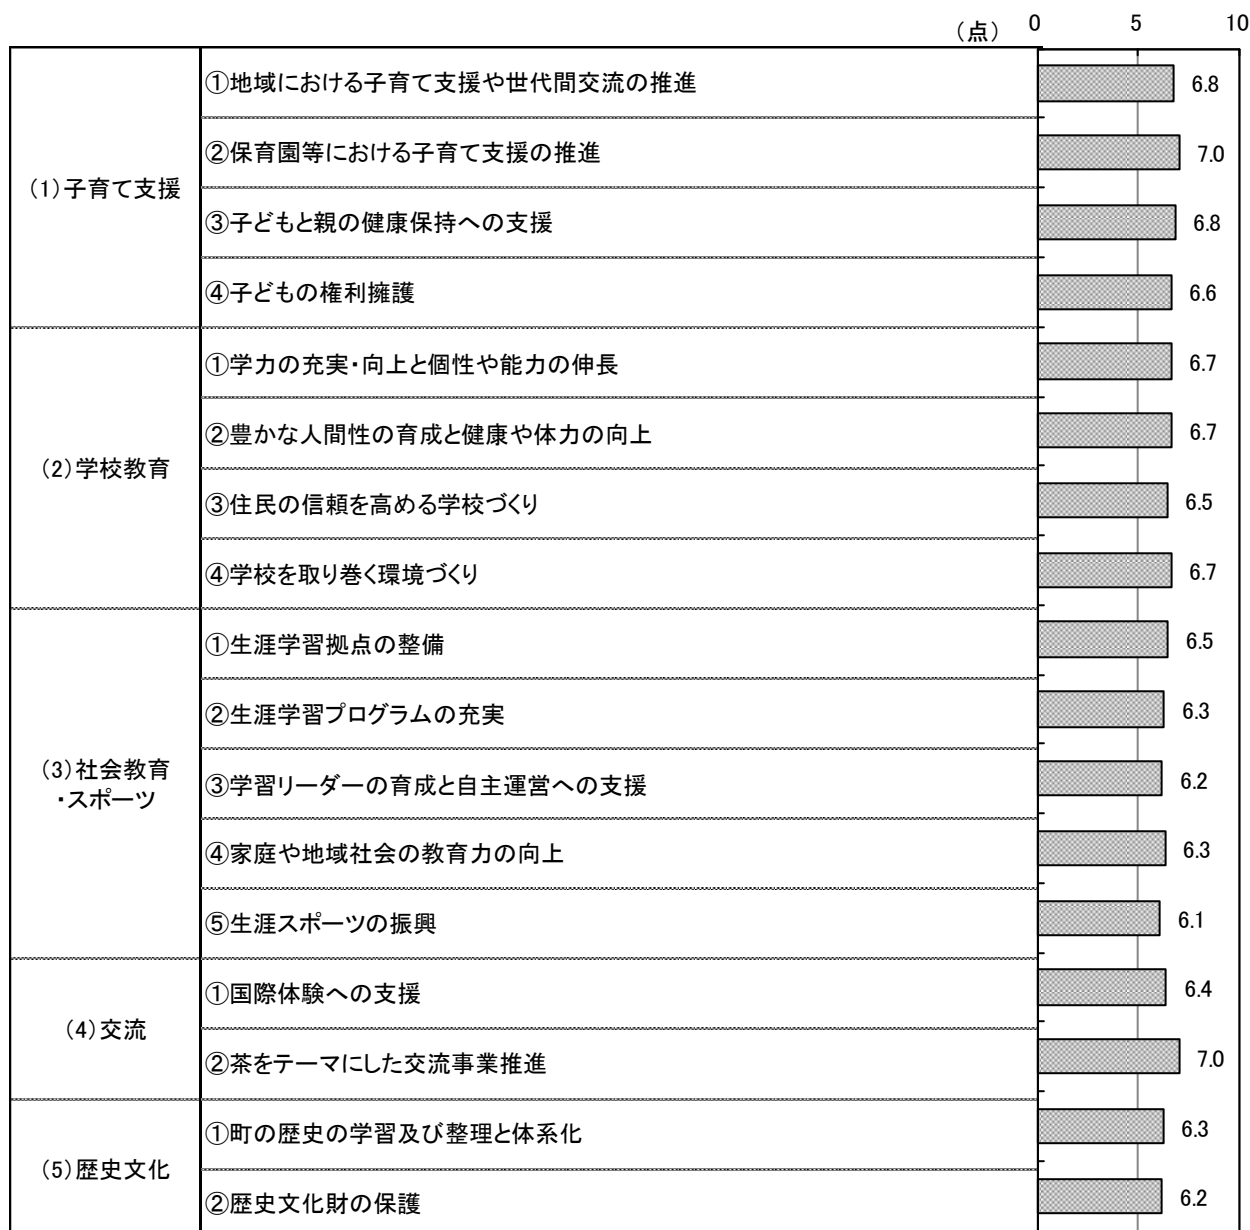 （点） 0 5 10
(1)子育て支援
①地域における子育て支援や世代間交流の推進 6.8
②保育園等における子育て支援の推進 7.0
③子どもと親の健康保持への支援 6.8
④子どもの権利擁護 6.6
(2)学校教育
①学力の充実・向上と個性や能力の伸長 6.7
②豊かな人間性の育成と健康や体力の向上 6.7
③住民の信頼を高める学校づくり 6.5
④学校を取り巻く環境づくり 6.7
(3)社会教育
・スポーツ
①生涯学習拠点の整備 6.5
②生涯学習プログラムの充実 6.3
③学習リーダーの育成と自主運営への支援 6.2
④家庭や地域社会の教育力の向上 6.3
⑤生涯スポーツの振興 6.1
(4)交流
①国際体験への支援 6.4
②茶をテーマにした交流事業推進 7.0
(5)歴史文化
①町の歴史の学習及び整理と体系化 6.3
②歴史文化財の保護 6.2